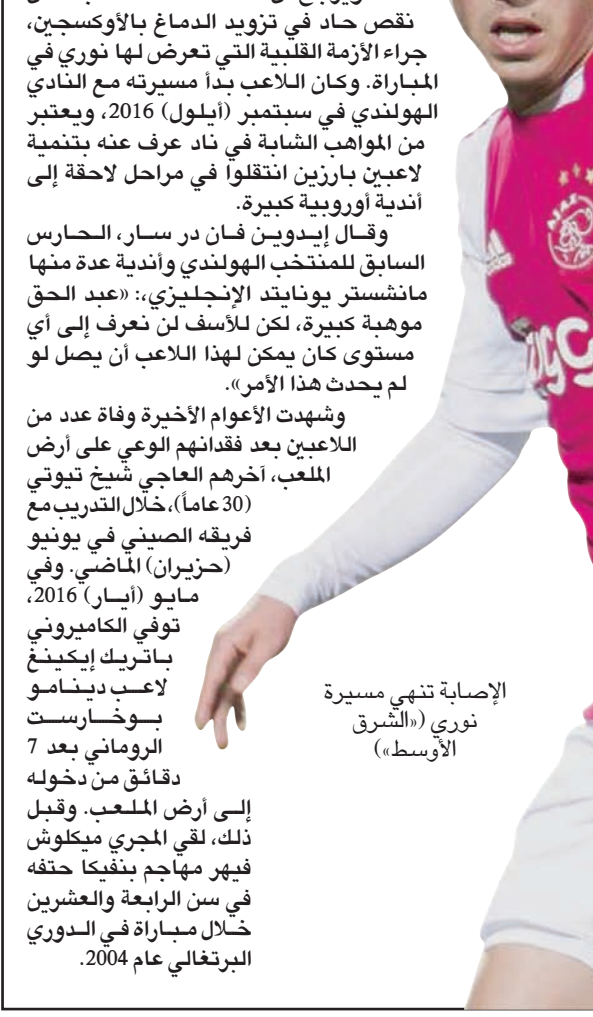 نقص حاد في تزويد الدماغ بالأوكسجين،
جراء الأزمة القلبية التي تعرض لها نوري في
المباراة. وكان اللاعب بدأ مسيرته مع النادي
الهولندي في سبتمبر (أيلول) 2016، ويعتبر
من المواهب الشابة في ناد عرف عنه بتنمية
لاعبين بارزين انتقلوا في مراحل لاحقة إلى
أندية أوروبية كبيرة.
وقال إيدوين فان در سار، الحارس
السابق للمنتخب الهولندي وأندية عدة منها
مانشستر يونايتد الإنجليزي،: «عبد الحق
موهبة كبيرة، لكن للأسف لن نعرف إلى أي
مستوى كان يمكن لهذا اللاعب أن يصل لو
لم يحدث هذا الأمر».
وشهدت الأعوام الأخيرة وفاة عدد من
اللاعبين بعد فقدانهم الوعي على أرض
الملعب، آخرهم العاجي شيخ تيوتي
(30 عاماً)، خلال التدريب مع
فريقه الصيني في يونيو
(حزيران) الماضي. وفي
مايو (أيار) 2016،
توفي الكاميروني
باتريك إيكينغ
لاعب دينامو
بوخارست
الروماني بعد 7
دقائق من دخوله
إلى أرض الملعب. وقبل
ذلك، لقي المجري ميكلوش
فيهر مهاجم بنفيكا حتفه
في سن الرابعة والعشرين
خلال مباراة في الدوري
البرتغالي عام 2004.
الإصابة تنهي مسيرة
نوري («الشرق
الأوسط»)
AJAX
adidas